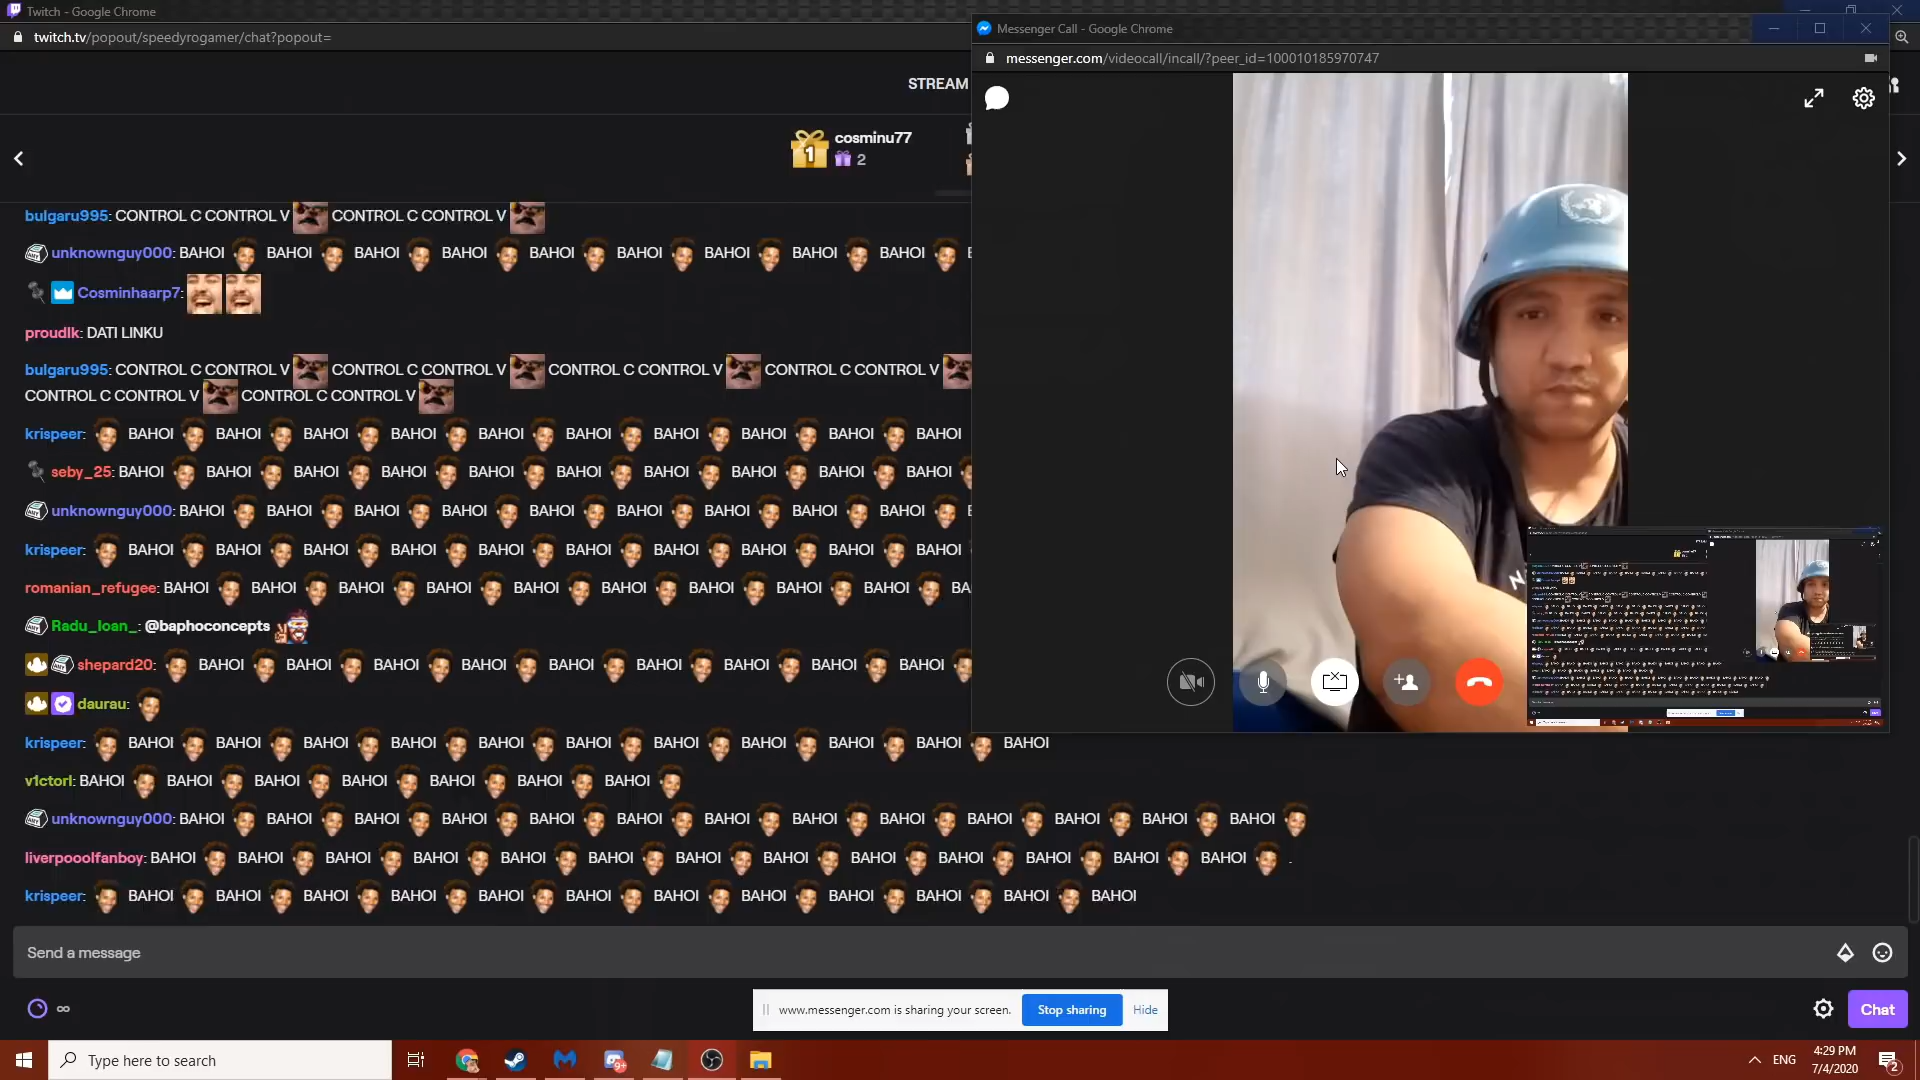 Twitch - Google Chrome
twitch.tv/popout/speedyrogamer/chat?popout=
STREAM
cosminu77
1
2
bulgaru995: CONTROL C CONTROL V CONTROL C CONTROL V
unknownguy000: BAHOI BAHOI BAHOI BAHOI BAHOI BAHOI BAHOI BAHOI BAHOI
Cosminhaarp7:
proudlk: DATI LINKU
bulgaru995: CONTROL C CONTROL V CONTROL C CONTROL V CONTROL C CONTROL V CONTROL C CONTROL V
CONTROL C CONTROL V CONTROL C CONTROL V
krispeer: BAHOI BAHOI BAHOI BAHOI BAHOI BAHOI BAHOI BAHOI BAHOI BAHOI
seby_25: BAHOI BAHOI BAHOI BAHOI BAHOI BAHOI BAHOI BAHOI BAHOI BAHOI
unknownguy000: BAHOI BAHOI BAHOI BAHOI BAHOI BAHOI BAHOI BAHOI BAHOI
krispeer: BAHOI BAHOI BAHOI BAHOI BAHOI BAHOI BAHOI BAHOI BAHOI BAHOI
romanian_refugee: BAHOI BAHOI BAHOI BAHOI BAHOI BAHOI BAHOI BAHOI BAHOI BA
Radu_Ioan_: @baphoconcepts
shepard20: BAHOI BAHOI BAHOI BAHOI BAHOI BAHOI BAHOI BAHOI BAHOI
daurau:
krispeer: BAHOI BAHOI BAHOI BAHOI BAHOI BAHOI BAHOI BAHOI BAHOI BAHOI BAHOI
v1ctorl: BAHOI BAHOI BAHOI BAHOI BAHOI BAHOI BAHOI
unknownguy000: BAHOI BAHOI BAHOI BAHOI BAHOI BAHOI BAHOI BAHOI BAHOI BAHOI BAHOI BAHOI BAHOI
liverpooolfanboy: BAHOI BAHOI BAHOI BAHOI BAHOI BAHOI BAHOI BAHOI BAHOI BAHOI BAHOI BAHOI BAHOI .
krispeer: BAHOI BAHOI BAHOI BAHOI BAHOI BAHOI BAHOI BAHOI BAHOI BAHOI BAHOI BAHOI
Send a message
∞
Chat
Messenger Call - Google Chrome
messenger.com/videocall/incall/?peer_id=100010185970747
www.messenger.com is sharing your screen.
Stop sharing
Hide
Type here to search
9+
ENG
4:29 PM
7/4/2020
2